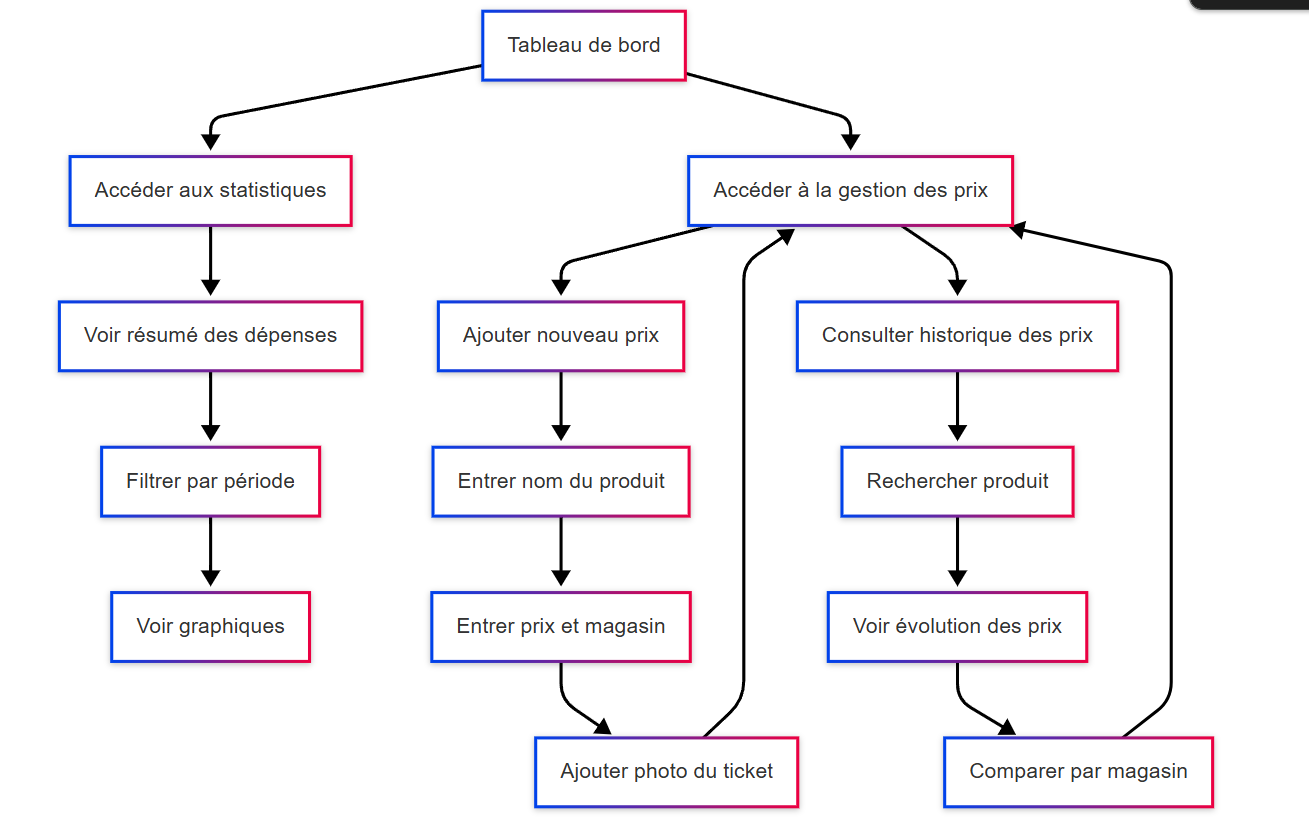 Tableau de bord
Accéder aux statistiques
Accéder à la gestion des prix
Voir résumé des dépenses
Ajouter nouveau prix
Consulter historique des prix
Filtrer par période
Entrer nom du produit
Rechercher produit
Voir graphiques
Entrer prix et magasin
Voir évolution des prix
Ajouter photo du ticket
Comparer par magasin